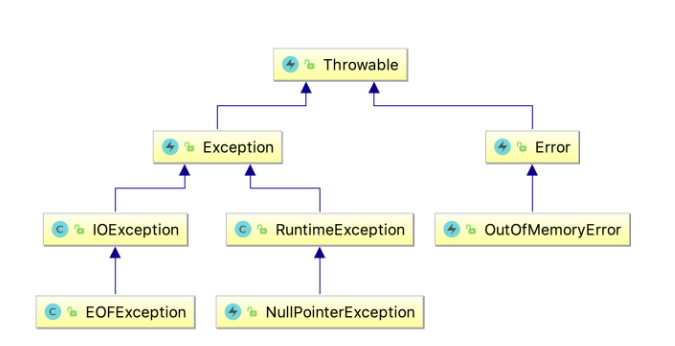 Throwable
Exception
Error
IOException
RuntimeException
OutOfMemoryError
EOFException
NullPointerException